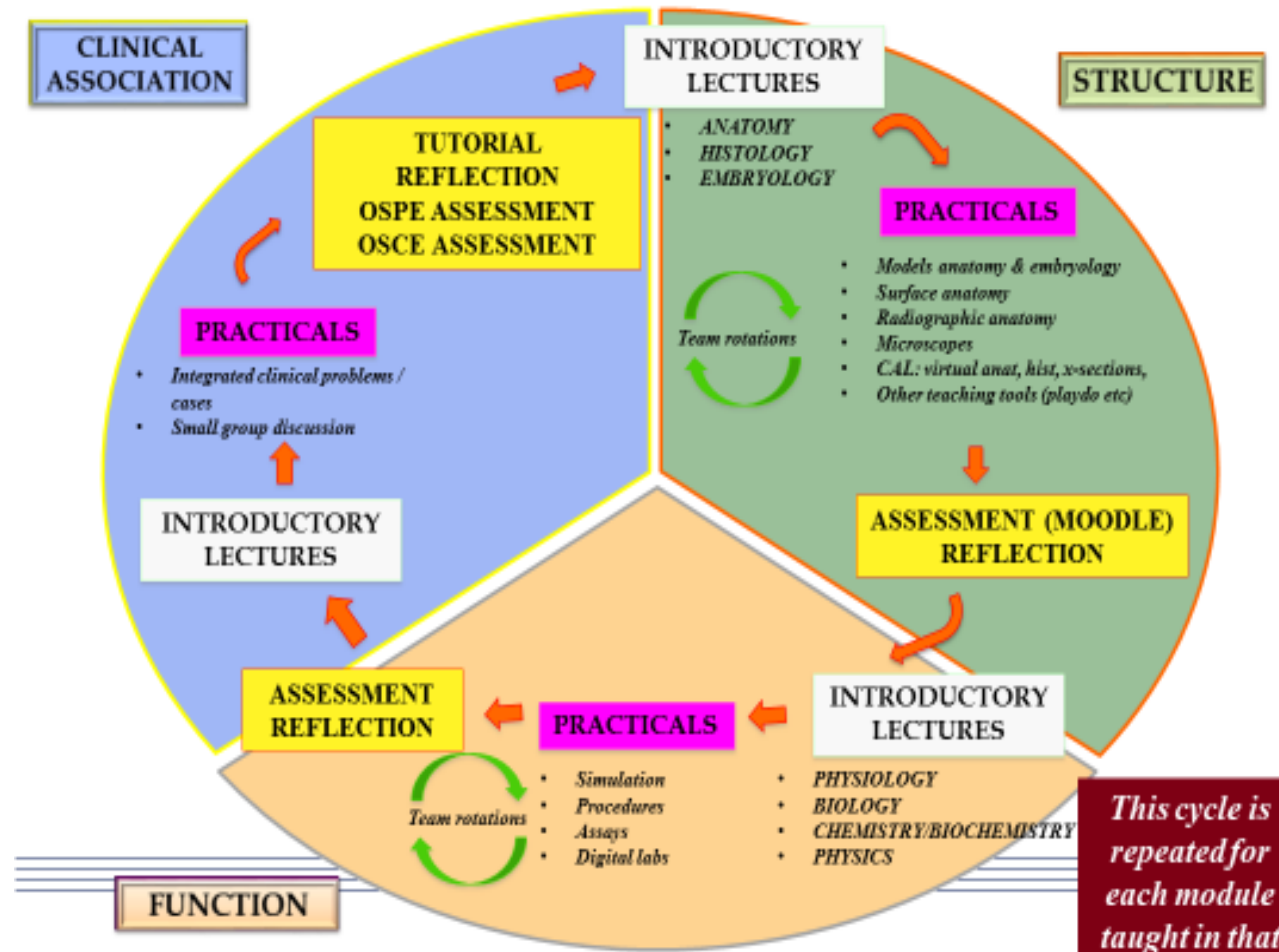 CLINICAL
ASSOCIATION
INTRODUCTORY
LECTURES
STRUCTURE
• ANATOMY
• HISTOLOGY
• EMBRYOLOGY
PRACTICALS
• Models anatomy & embryology
• Surface anatomy
• Radiographic anatomy
• Microscopes
• CAL: virtual anat, hist, x-sections,
• Other teaching tools (playdo etc)
Team rotations
ASSESSMENT (MOODLE)
REFLECTION
INTRODUCTORY
LECTURES
• PHYSIOLOGY
• BIOLOGY
• CHEMISTRY/BIOCHEMISTRY
• PHYSICS
PRACTICALS
• Simulation
• Procedures
• Assays
• Digital labs
Team rotations
ASSESSMENT
REFLECTION
FUNCTION
INTRODUCTORY
LECTURES
PRACTICALS
• Integrated clinical problems /
cases
• Small group discussion
TUTORIAL
REFLECTION
OSPE ASSESSMENT
OSCE ASSESSMENT
This cycle is
repeated for
each module
taught in that